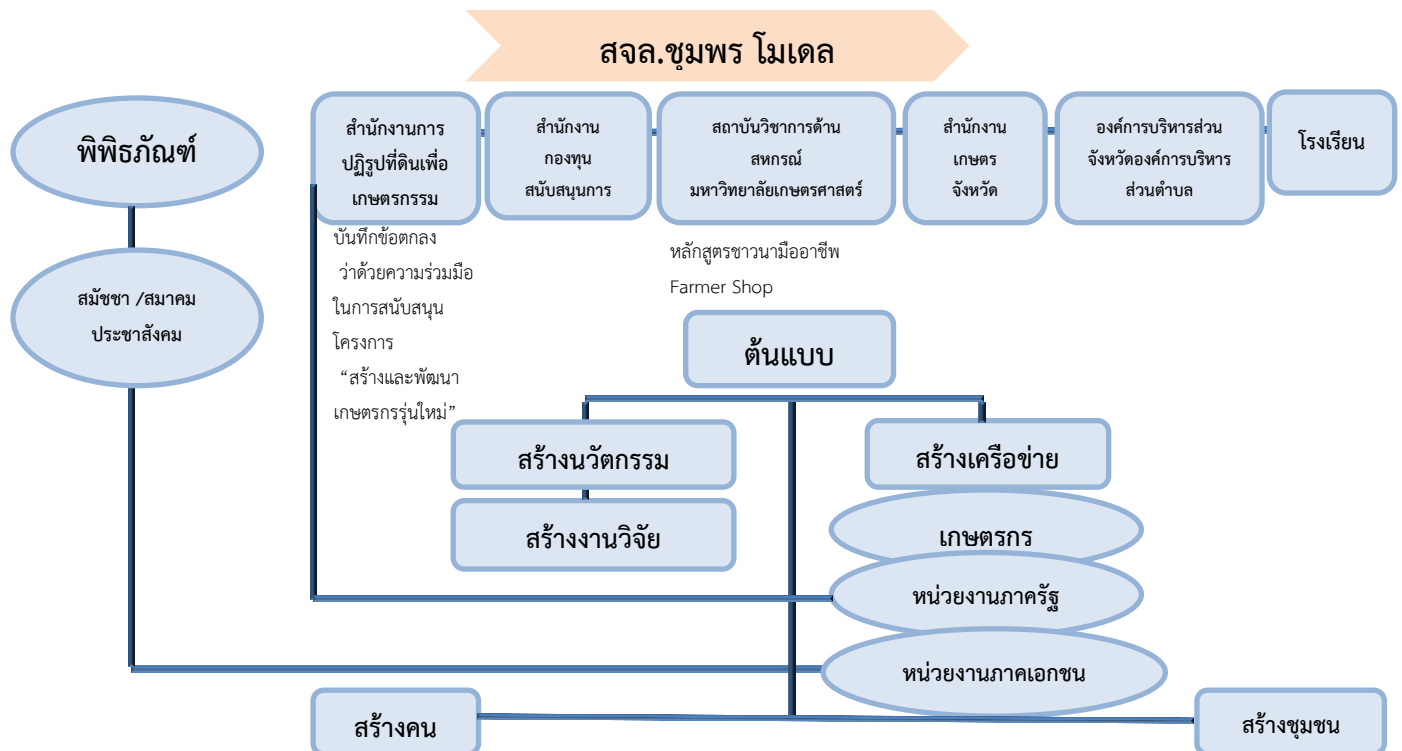 สจล.ชุมพร โมเดล
พิพิธภัณฑ์
สมัชชา /สมาคม
ประชาสังคม
สำนักงานการ
ปฏิรูปที่ดินเพื่อ
เกษตรกรรม
สำนักงาน
กองทุน
สนับสนุนการ
สถาบันวิชาการด้าน
สหกรณ์
มหาวิทยาลัยเกษตรศาสตร์
สำนักงาน
เกษตร
จังหวัด
องค์การบริหารส่วน
จังหวัดองค์การบริหาร
ส่วนตำบล
โรงเรียน
บันทึกข้อตกลง
ว่าด้วยความร่วมมือ
ในการสนับสนุน
โครงการ
“สร้างและพัฒนา
เกษตรกรรุ่นใหม่”
หลักสูตรชาวนามืออาชีพ
Farmer Shop
ต้นแบบ
สร้างนวัตกรรม
สร้างงานวิจัย
สร้างเครือข่าย
เกษตรกร
หน่วยงานภาครัฐ
หน่วยงานภาคเอกชน
สร้างคน
สร้างชุมชน